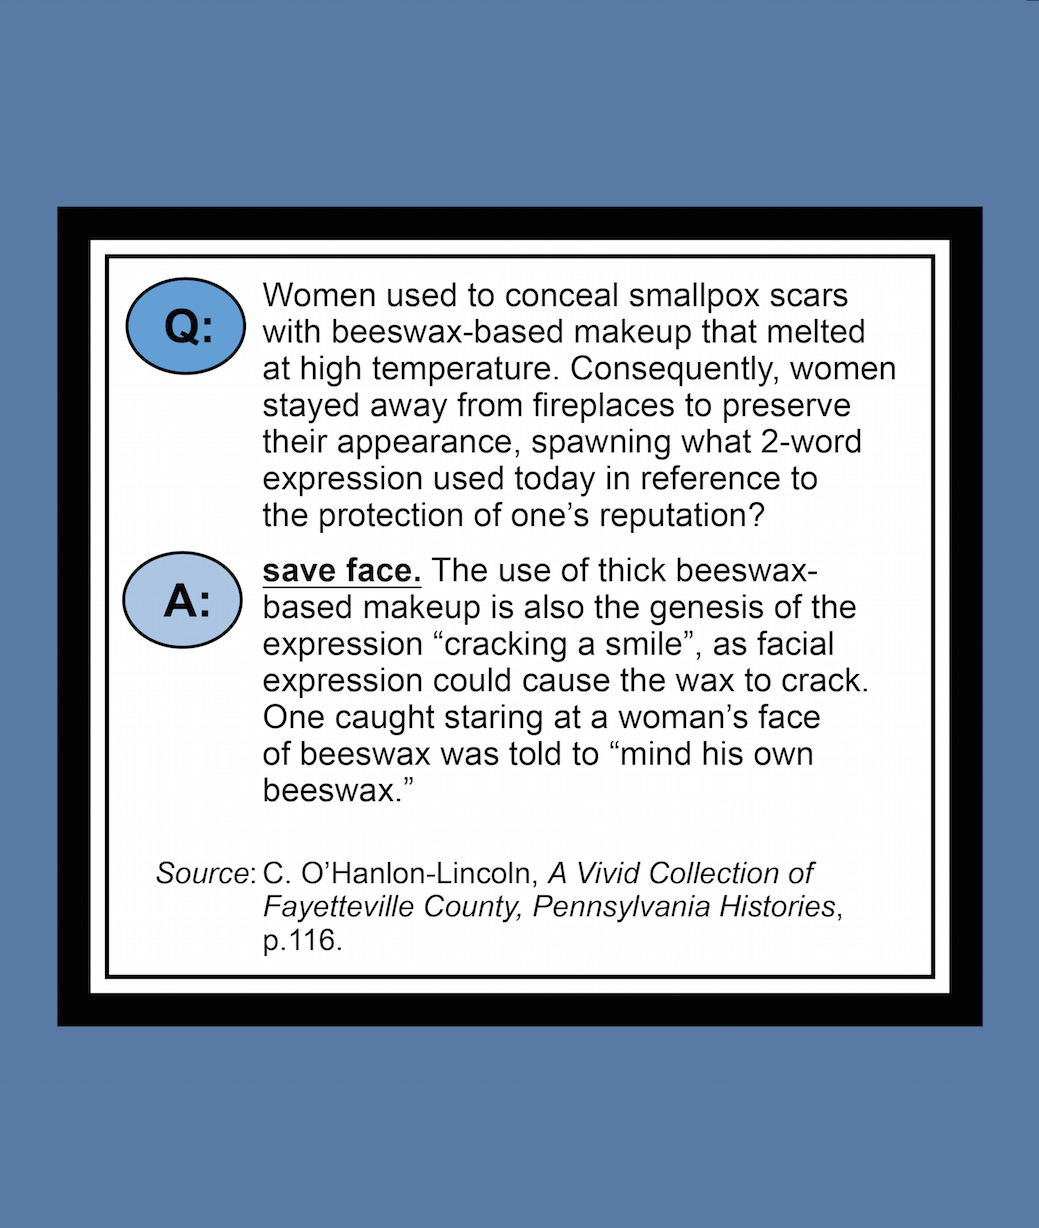 Q:
Women used to conceal smallpox scars
with beeswax-based makeup that melted
at high temperature. Consequently, women
stayed away from fireplaces to preserve
their appearance, spawning what 2-word
expression used today in reference to
the protection of one’s reputation?
A:
save face. The use of thick beeswax-
based makeup is also the genesis of the
expression “cracking a smile”, as facial
expression could cause the wax to crack.
One caught staring at a woman’s face
of beeswax was told to “mind his own
beeswax.”
Source: C. O’Hanlon-Lincoln, A Vivid Collection of
Fayetteville County, Pennsylvania Histories,
p.116.